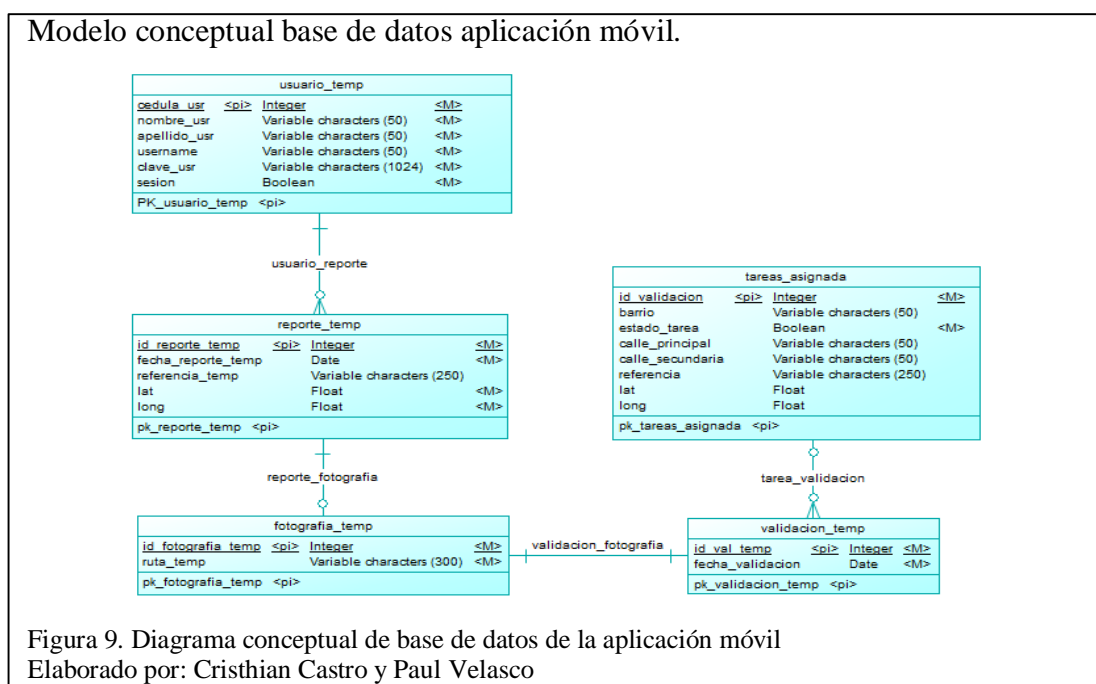 Modelo conceptual base de datos aplicación móvil.
usuario_temp
cedula_usr <pi> Integer <M>
nombre_usr Variable characters (50) <M>
apellido_usr Variable characters (50) <M>
username Variable characters (50) <M>
clave_usr Variable characters (1024) <M>
sesion Boolean <M>
PK_usuario_temp <pi>
usuario_reporte
reporte_temp
id_reporte_temp <pi> Integer <M>
fecha_reporte_temp Date <M>
referencia_temp Variable characters (250)
lat Float <M>
long Float <M>
pk_reporte_temp <pi>
reporte_fotografia
fotografia_temp
id_fotografia_temp <pi> Integer <M>
ruta_temp Variable characters (300) <M>
pk_fotografia_temp <pi>
validacion_fotografia
tareas_asignada
id_validacion <pi> Integer <M>
barrio Variable characters (50)
estado_tarea Boolean <M>
calle_principal Variable characters (50)
calle_secundaria Variable characters (50)
referencia Variable characters (250)
lat Float
long Float
pk_tareas_asignada <pi>
tarea_validacion
validacion_temp
id_val_temp <pi> Integer <M>
fecha_validacion Date <M>
pk_validacion_temp <pi>
Figura 9. Diagrama conceptual de base de datos de la aplicación móvil
Elaborado por: Cristhian Castro y Paul Velasco